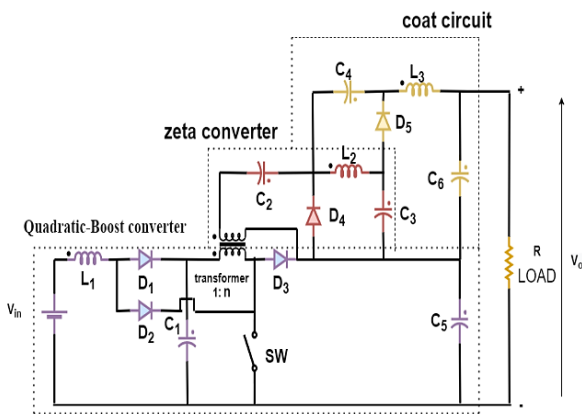 coat circuit
C4
L3
+
zeta converter
D5
L2
C2
C6
D4
C3
Quadratic-Boost converter
L1
D1
transformer
1: n
D3
R
LOAD
Vo
Vin
D2
C1
C5
SW
-